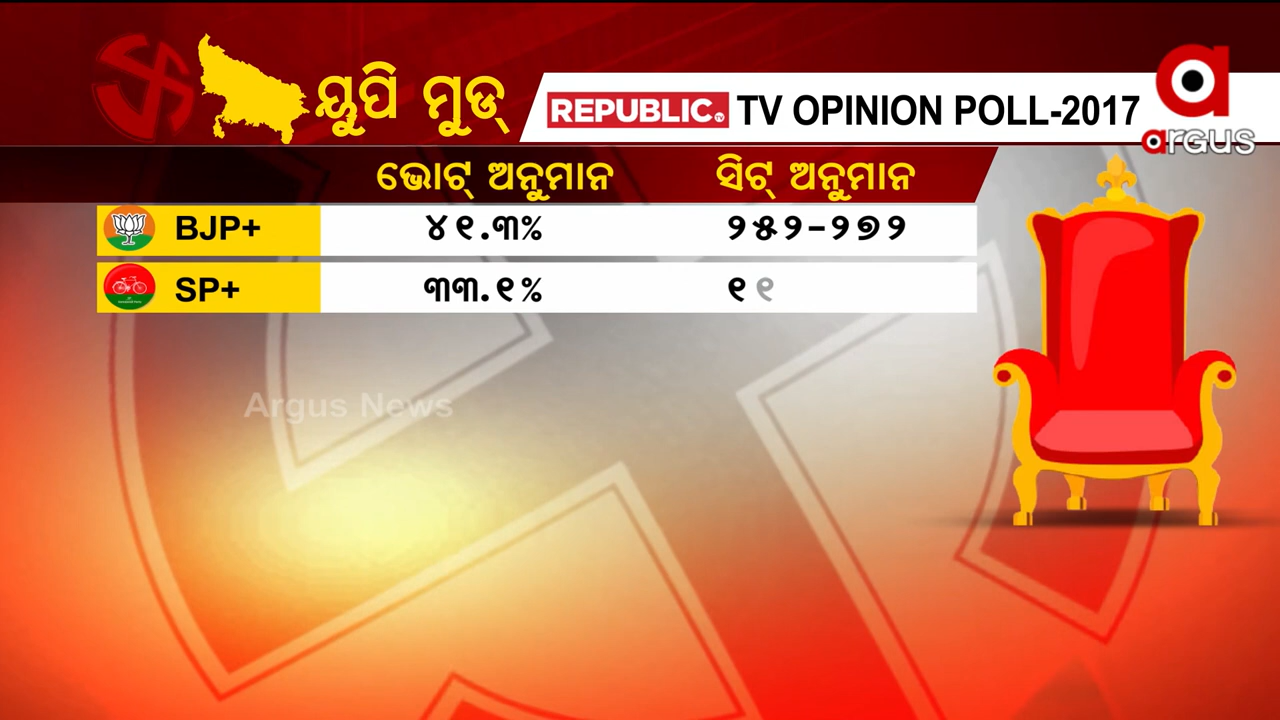 ୟୁପି ମୁଡ୍
REPUBLIC.TV TV OPINION POLL-2017
argus
ଭୋଟ୍ ଅନୁମାନ ସିଟ୍ ଅନୁମାନ
BJP+ ୪୧.୩% ୨୫୨-୨୭୨
SP+ ୩୩.୧% ୧୧
Argus News